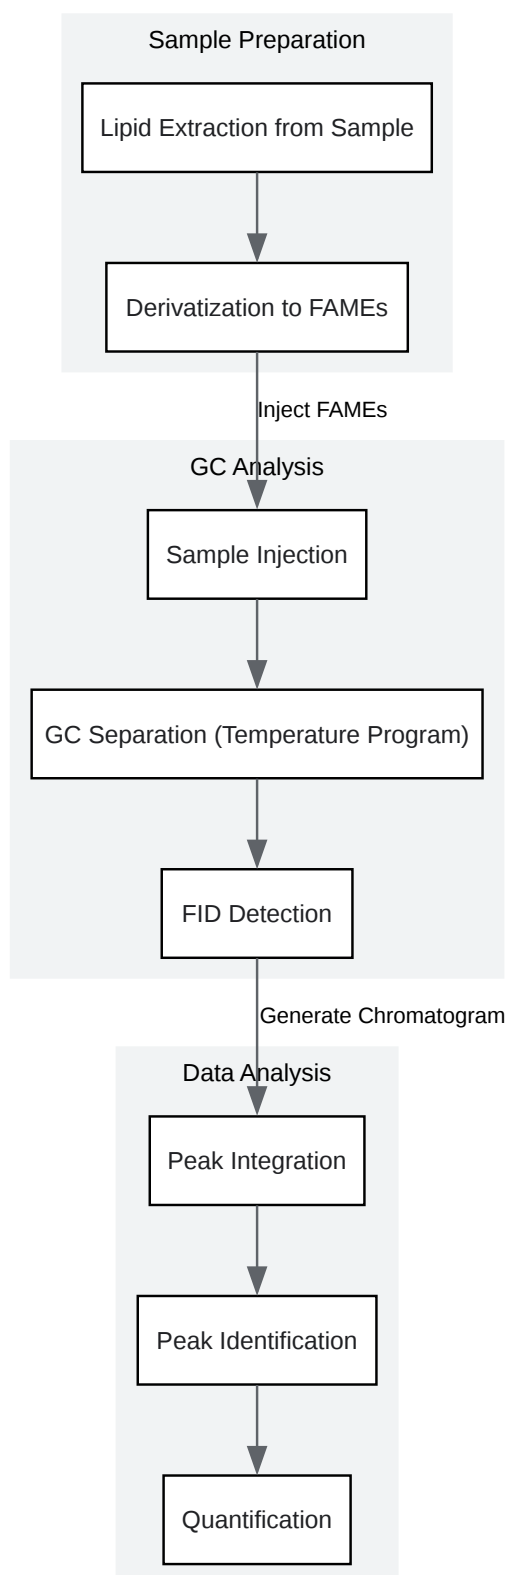 Sample Preparation
Lipid Extraction from Sample
Derivatization to FAMEs
Inject FAMEs
GC Analysis
Sample Injection
GC Separation (Temperature Program)
FID Detection
Generate Chromatogram
Data Analysis
Peak Integration
Peak Identification
Quantification